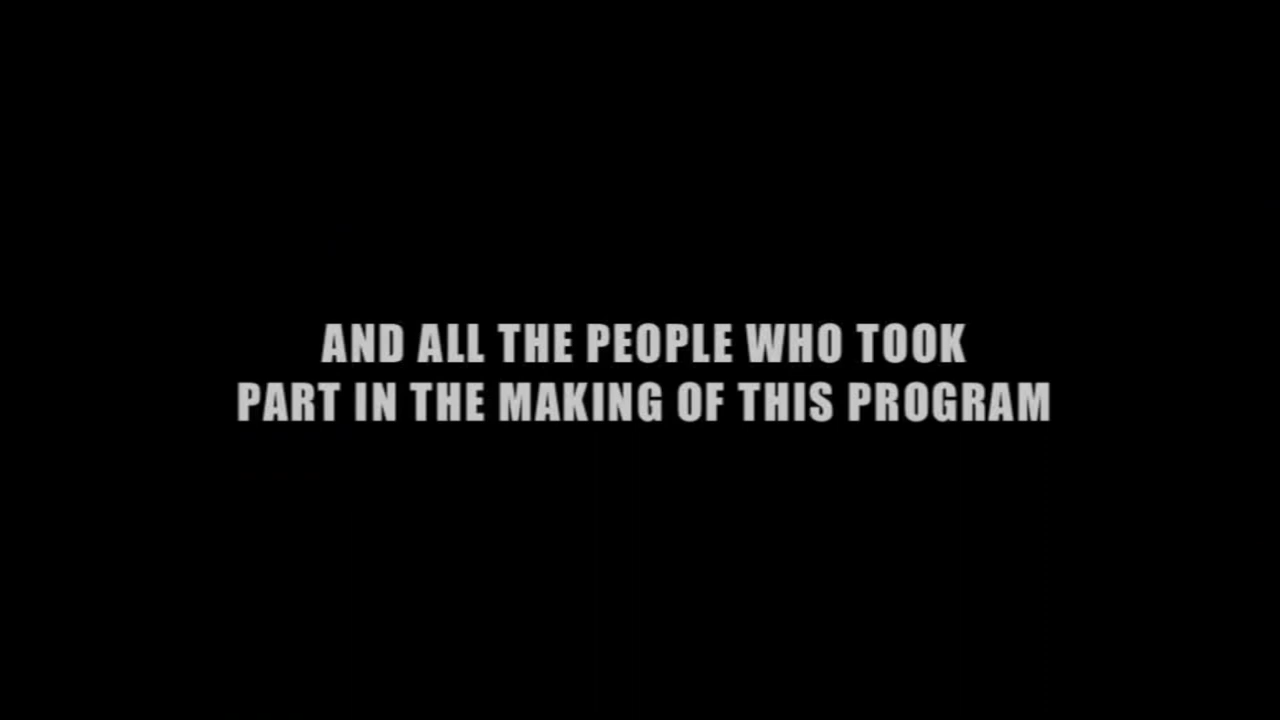 AND ALL THE PEOPLE WHO TOOK
PART IN THE MAKING OF THIS PROGRAM